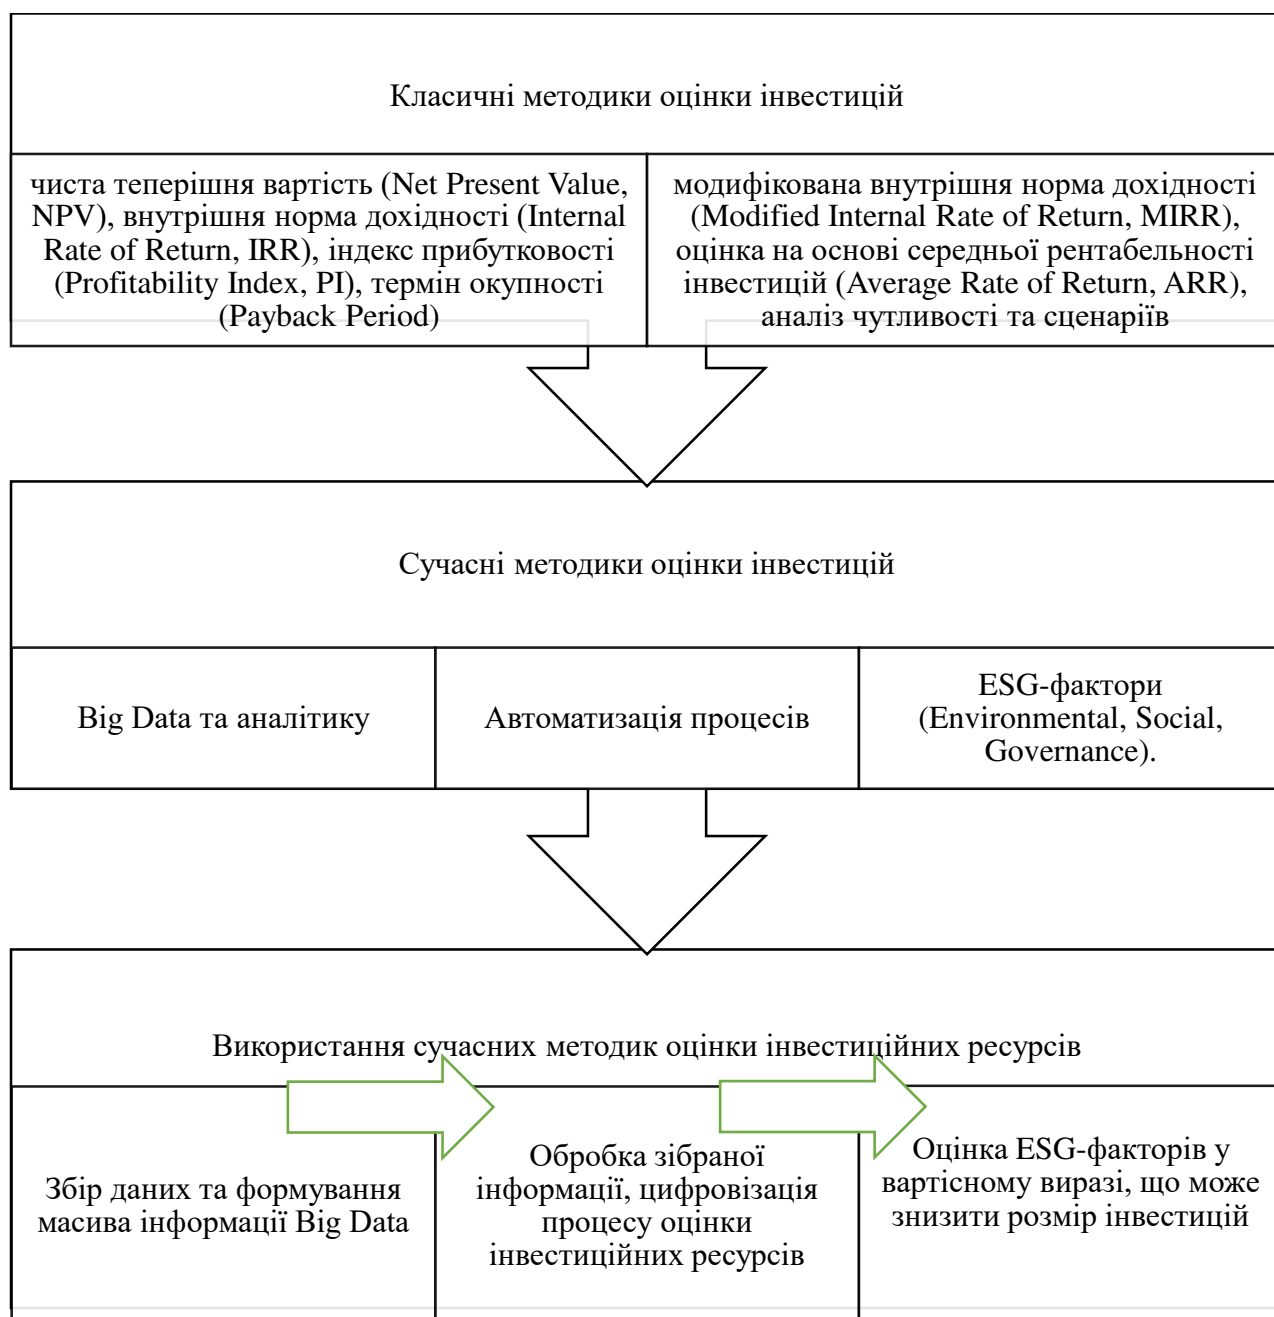 Класичні методики оцінки інвестицій
чиста теперішня вартість (Net Present Value,
NPV), внутрішня норма дохідності (Internal
Rate of Return, IRR), індекс прибутковості
(Profitability Index, PI), термін окупності
(Payback Period)
модифікована внутрішня норма дохідності
(Modified Internal Rate of Return, MIRR),
оцінка на основі середньої рентабельності
інвестицій (Average Rate of Return, ARR),
аналіз чутливості та сценаріїв
Сучасні методики оцінки інвестицій
Big Data та аналітику
Автоматизація процесів
ESG-фактори
(Environmental, Social,
Governance).
Використання сучасних методик оцінки інвестиційних ресурсів
Збір даних та формування
масива інформації Big Data
Обробка зібраної
інформації, цифровізація
процесу оцінки
інвестиційних ресурсів
Оцінка ESG-факторів у
вартісному виразі, що може
знизити розмір інвестицій